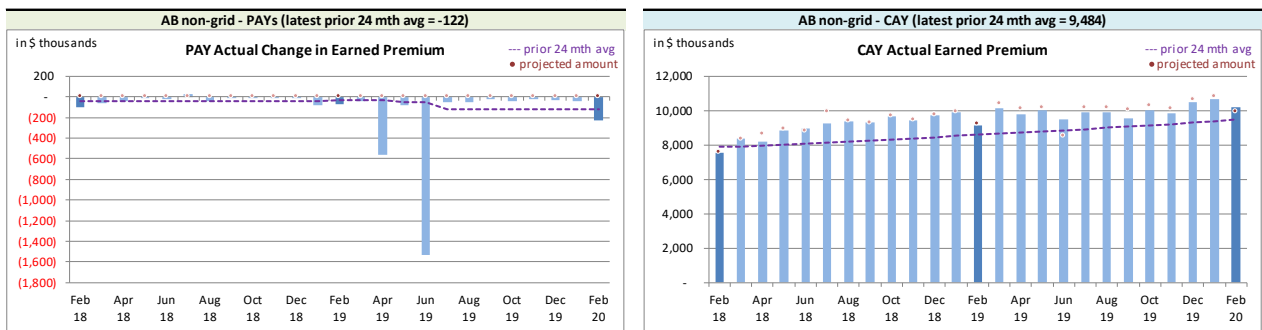 AB non-grid - PAYs (latest prior 24 mth avg = -122)
in $ thousands
PAY Actual Change in Earned Premium
--- prior 24 mth avg
• projected amount
200
-
(200)
(400)
(600)
(800)
(1,000)
(1,200)
(1,400)
(1,600)
(1,800)
Feb Apr Jun Aug Oct Dec Feb Apr Jun Aug Oct Dec Feb
18 18 18 18 18 18 19 19 19 19 19 19 20
AB non-grid - CAY (latest prior 24 mth avg = 9,484)
in $ thousands
CAY Actual Earned Premium
--- prior 24 mth avg
• projected amount
12,000
10,000
8,000
6,000
4,000
2,000
-
Feb Apr Jun Aug Oct Dec Feb Apr Jun Aug Oct Dec Feb
18 18 18 18 18 18 19 19 19 19 19 19 20